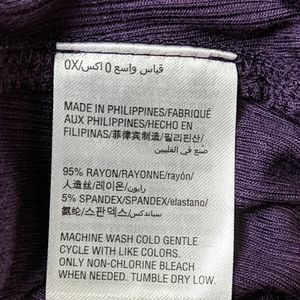 0X/قياس واسع 0 اكس
MADE IN PHILIPPINES/FABRIQUÉ
AUX PHILIPPINES/HECHO EN
FILIPINAS/菲律宾制造/필리핀산/
صنع في الفلبين
95% RAYON/RAYONNE/rayón/
人造丝/레이온/رايون
5% SPANDEX/SPANDEX/elastano/
氨纶/스판덱스/سباندكس
MACHINE WASH COLD GENTLE
CYCLE WITH LIKE COLORS.
ONLY NON-CHLORINE BLEACH
WHEN NEEDED. TUMBLE DRY LOW.